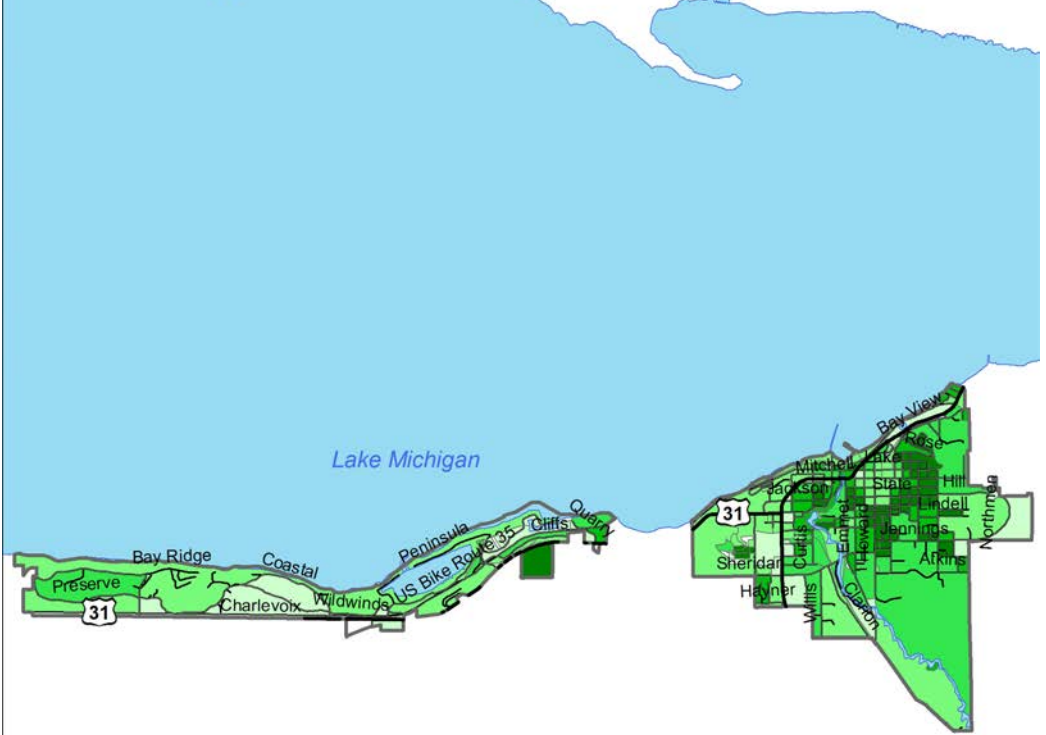 Lake Michigan
Bay View
Rose
Lake
Mitchell
State
Hill
Jackson
Lindell
Northmen
31
Quarry
Cliffs
Emmet
Howard
Jennings
Curtis
Peninsula
US Bike Route 35
Bay Ridge
Coastal
Sheridan
Atkins
Preserve
Charlevoix
Wildwinds
Hayner
Willis
Clarion
31